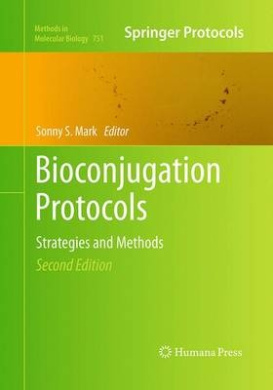 Methods in
Molecular Biology 751
Springer Protocols
Sonny S. Mark Editor
Bioconjugation
Protocols
Strategies and Methods
Second Edition
Humana Press